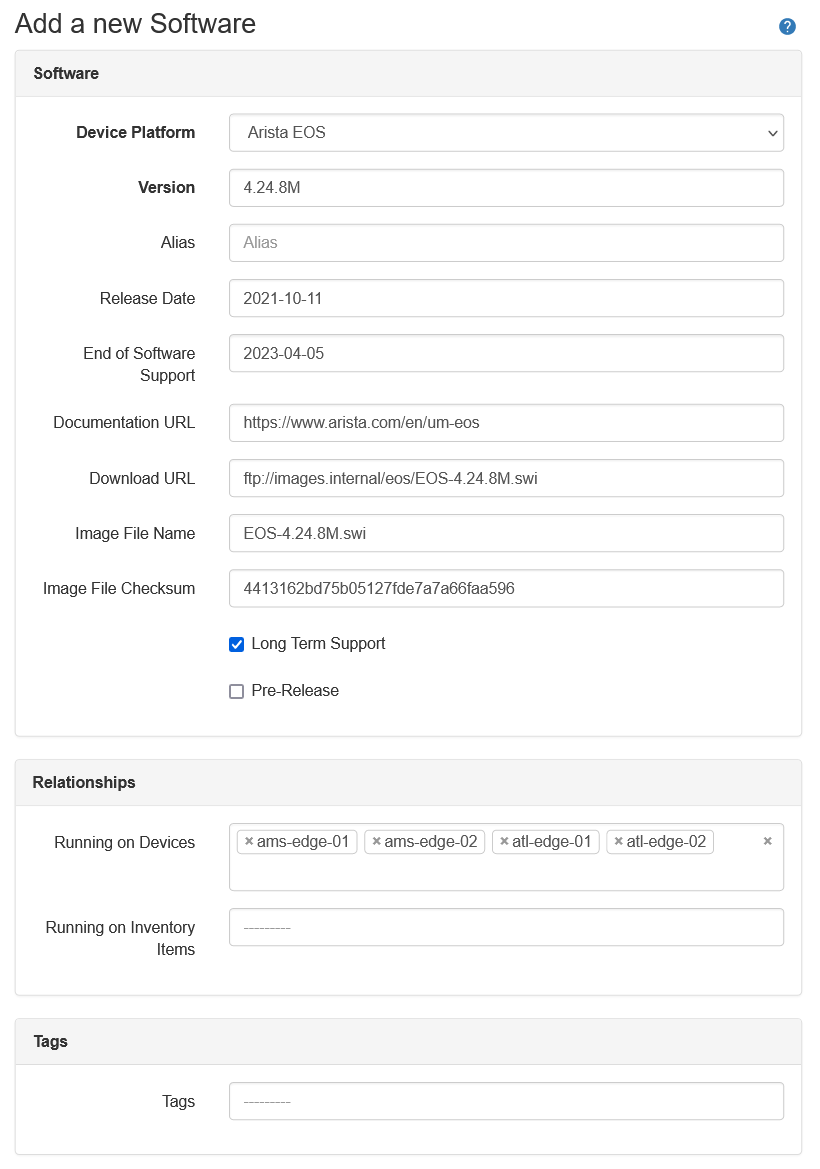 Add a new Software
?
Software
Device Platform Arista EOS
Version 4.24.8M
Alias Alias
Release Date 2021-10-11
End of Software
Support 2023-04-05
Documentation URL https://www.arista.com/en/um-eos
Download URL ftp://images.internal/eos/EOS-4.24.8M.swi
Image File Name EOS-4.24.8M.swi
Image File Checksum 4413162bd75b05127fde7a7a66faa596
Long Term Support
Pre-Release
Relationships
Running on Devices × ams-edge-01 × ams-edge-02 × atl-edge-01 × atl-edge-02 ×
Running on Inventory
Items ---------
Tags
Tags ---------